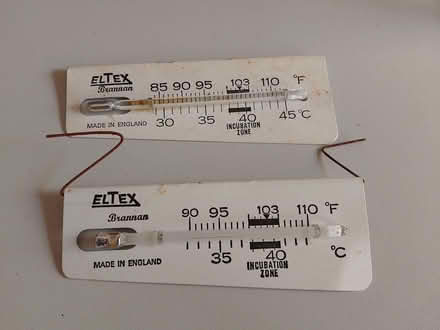 ELTEX
Brannan
85 90 95 103 110 °F
MADE IN ENGLAND
30 35 40 45 °C
INCUBATION
ZONE
ELTEX
Brannan
90 95 103 110 °F
MADE IN ENGLAND
35 40 °C
INCUBATION
ZONE